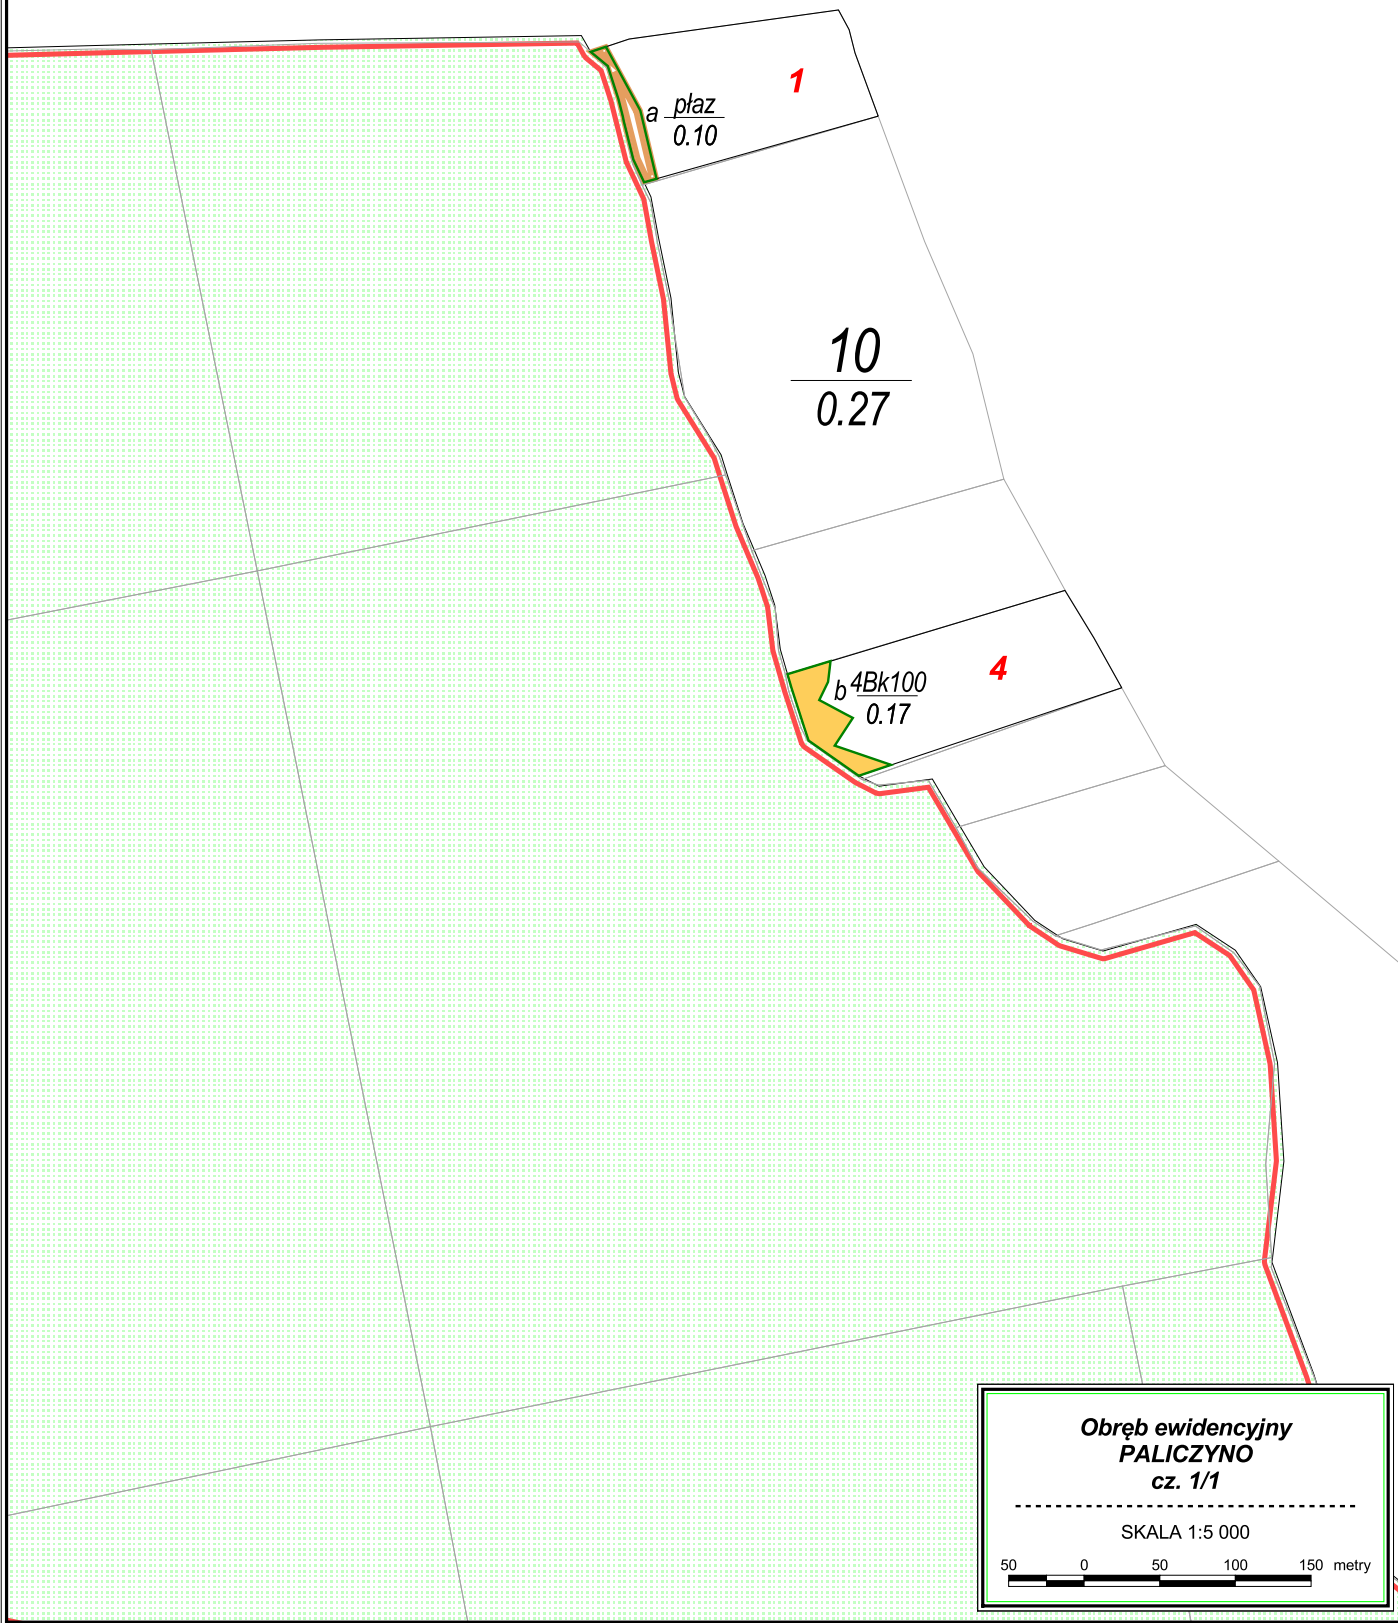 1
a płaz
0.10
10
0.27
4
b 4Bk100
0.17
Obręb ewidencyjny
PALICZYNO
cz. 1/1
SKALA 1:5 000
50 0 50 100 150 metry